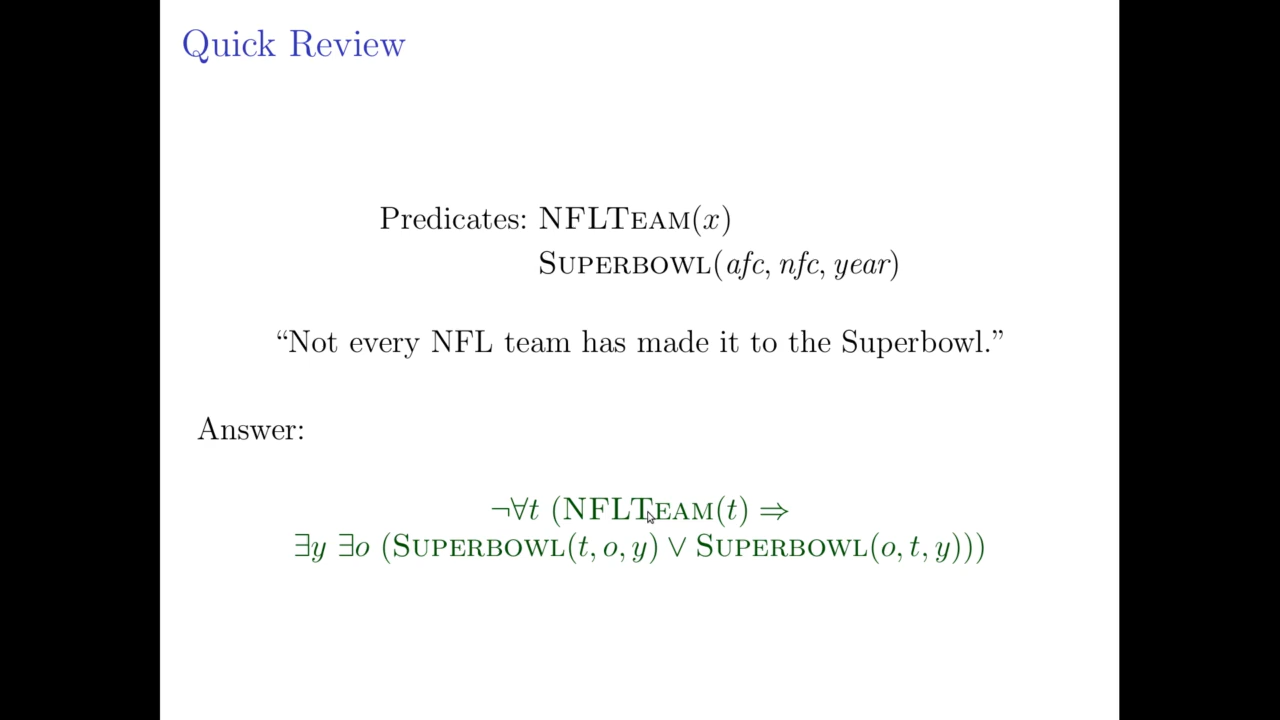 Quick Review
Predicates: NFLTEAM(x)
SUPERBOWL(afc, nfc, year)
“Not every NFL team has made it to the Superbowl.”
Answer:
¬∀t (NFLTEAM(t) ⇒
∃y ∃o (SUPERBOWL(t, o, y) ∨ SUPERBOWL(o, t, y)))